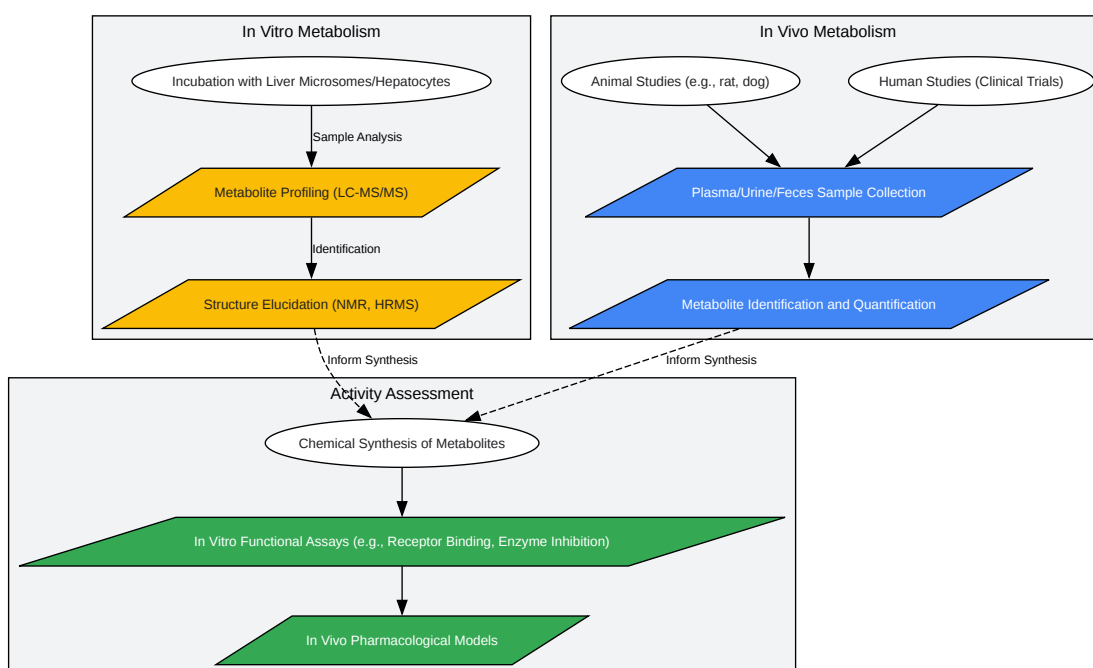 In Vitro Metabolism
Incubation with Liver Microsomes/Hepatocytes
Sample Analysis
Metabolite Profiling (LC-MS/MS)
Identification
Structure Elucidation (NMR, HRMS)
In Vivo Metabolism
Animal Studies (e.g., rat, dog)
Human Studies (Clinical Trials)
Plasma/Urine/Feces Sample Collection
Metabolite Identification and Quantification
Inform Synthesis
Inform Synthesis
Activity Assessment
Chemical Synthesis of Metabolites
In Vitro Functional Assays (e.g., Receptor Binding, Enzyme Inhibition)
In Vivo Pharmacological Models